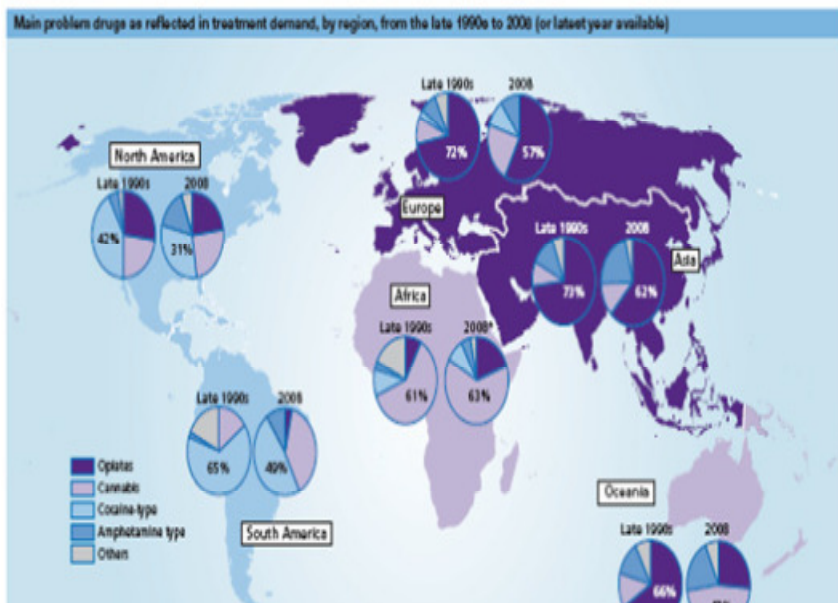 Main problem drugs as reflected in treatment demand, by region, from the late 1990s to 2008 (or latest year available)
Late 1990s 2008
72% 57%
North America
Late 1990s 2008
42% 31%
Europe
Late 1990s 2008
73% 62%
Asia
Africa
Late 1990s 2008*
61% 63%
Late 1990s 2008
65% 49%
South America
Opiates
Cannabis
Cocaine-type
Amphetamine type
Others
Oceania
Late 1990s 2008
66%